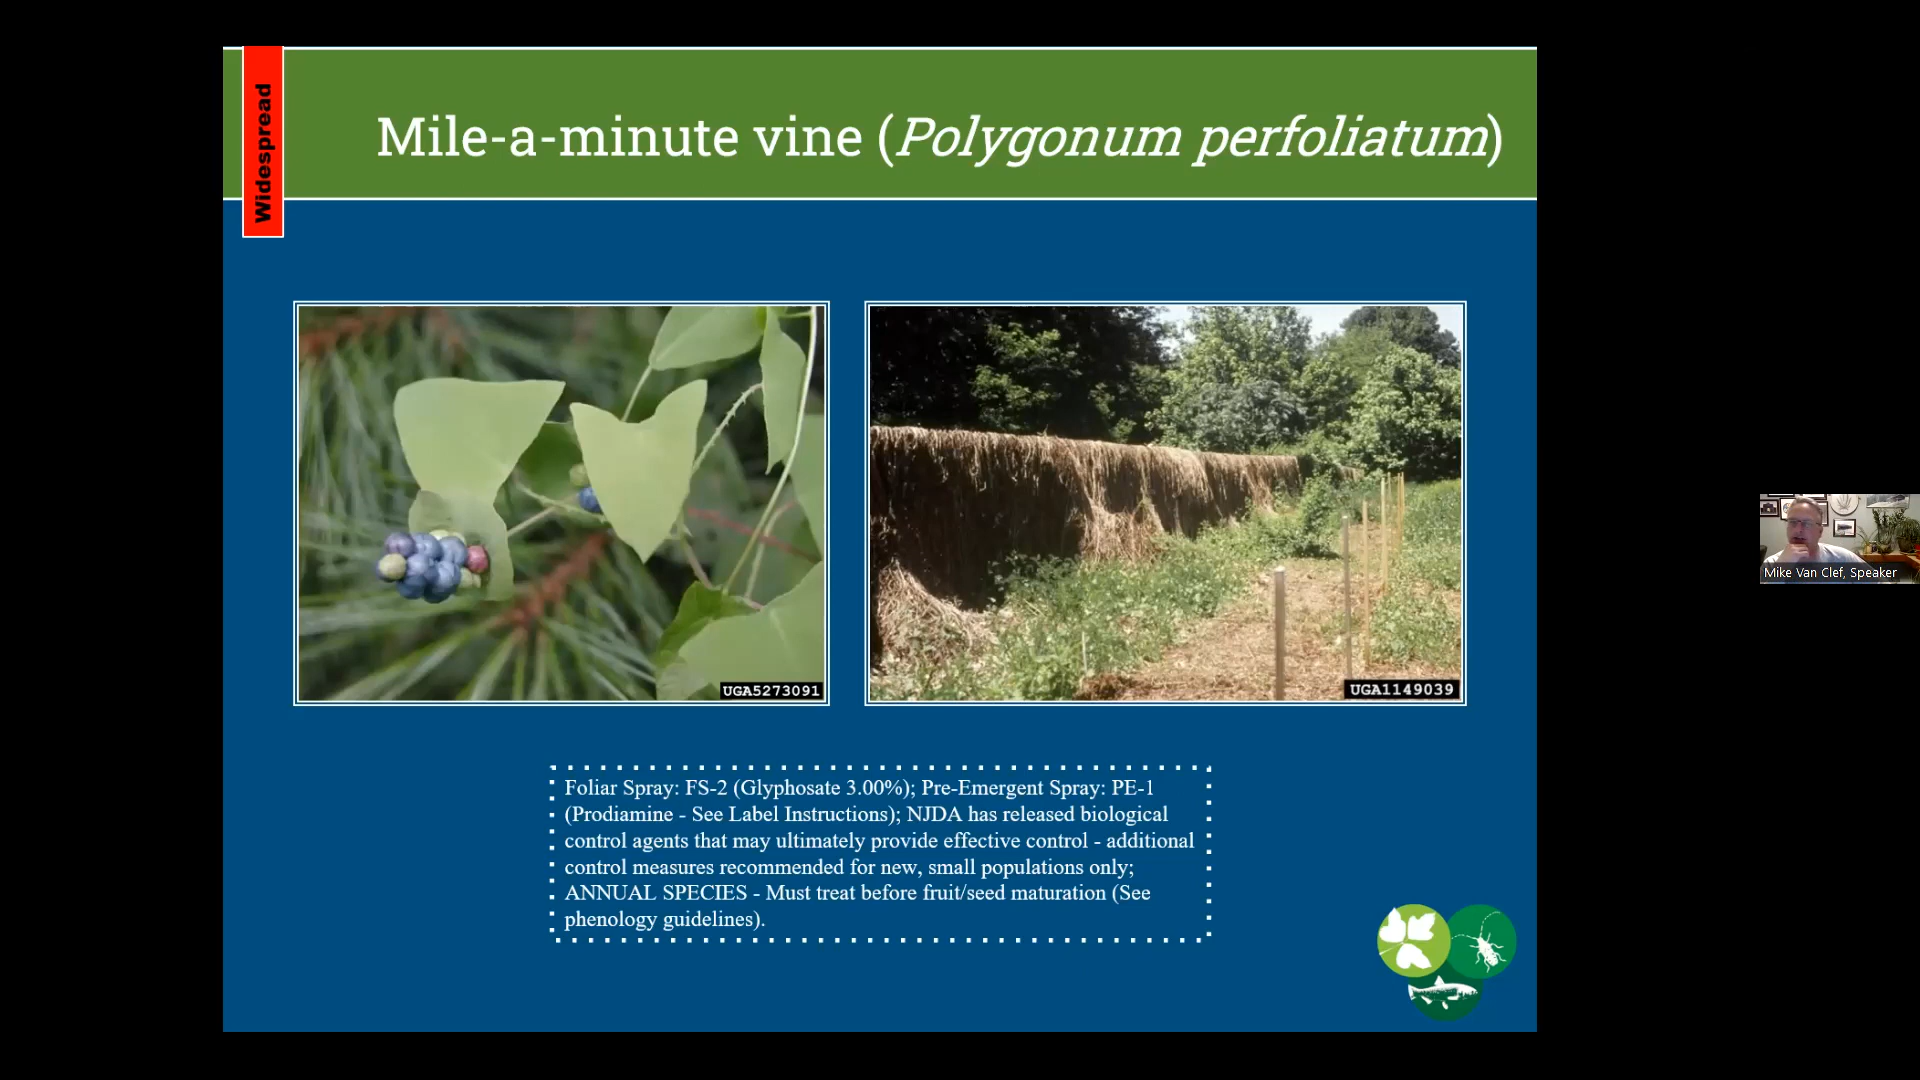 Widespread
Mile-a-minute vine (Polygonum perfoliatum)
UGA5273091
UGA1149039
Foliar Spray: FS-2 (Glyphosate 3.00%); Pre-Emergent Spray: PE-1
(Prodiamine - See Label Instructions); NJDA has released biological
control agents that may ultimately provide effective control - additional
control measures recommended for new, small populations only;
ANNUAL SPECIES - Must treat before fruit/seed maturation (See
phenology guidelines).
Mike Van Clef, Speaker